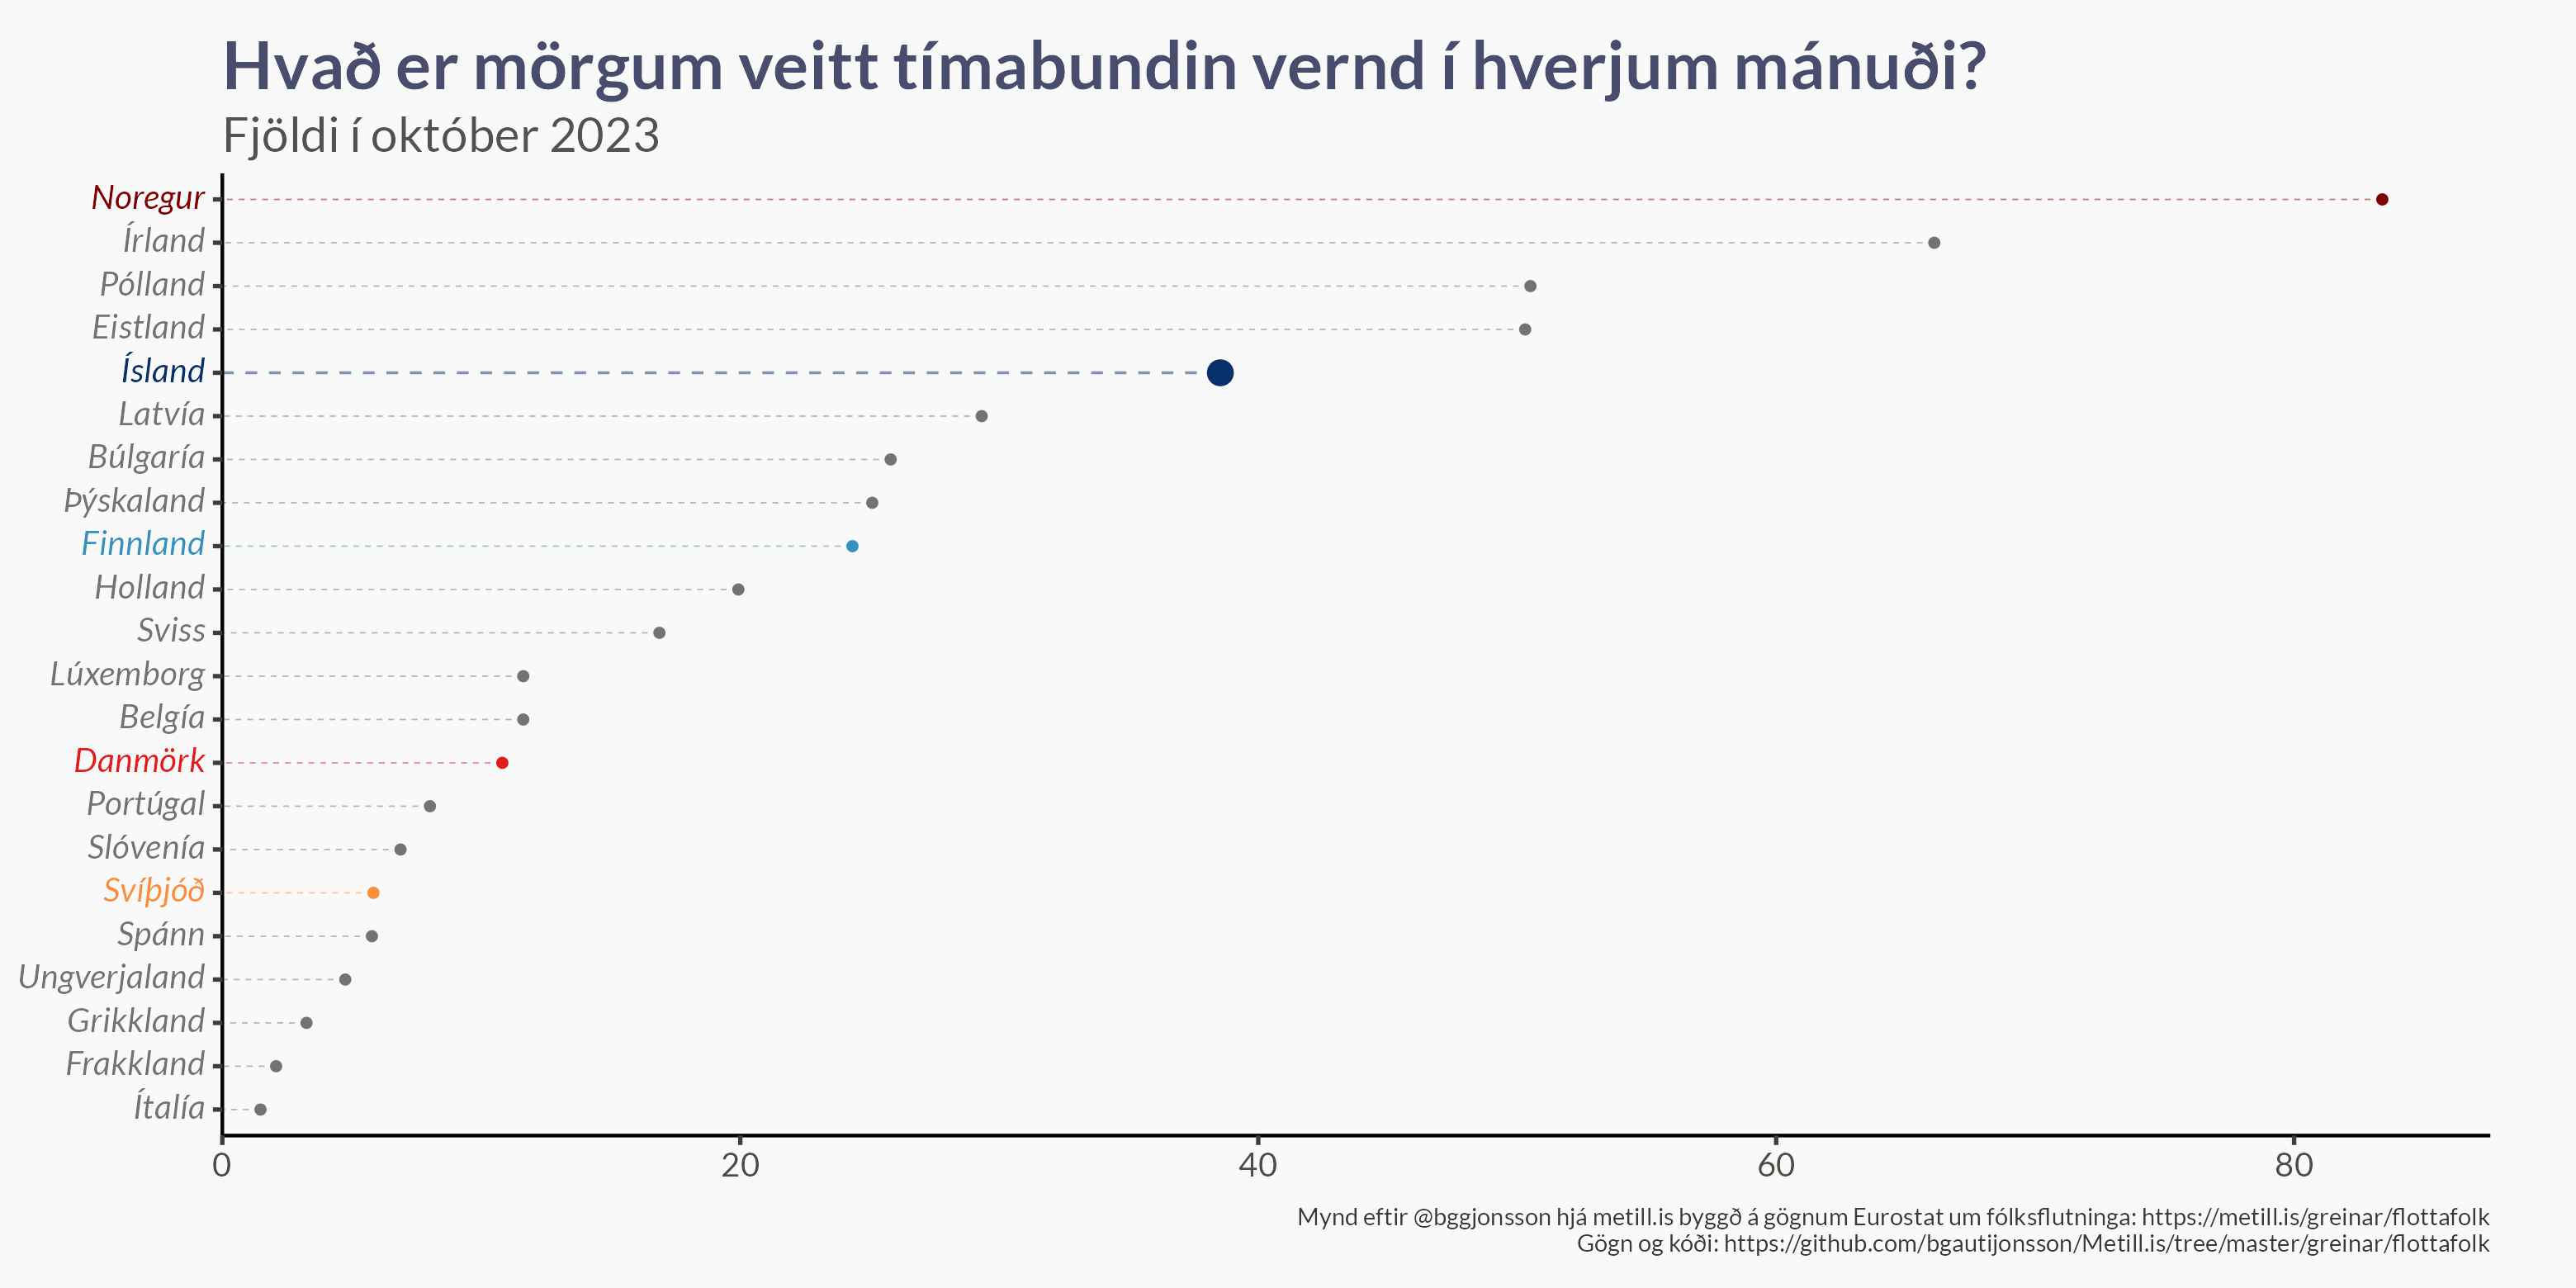 Hvað er mörgum veitt tímabundin vernd í hverjum mánuði?
Fjöldi í október 2023
Noregur
Írland
Pólland
Eistland
Ísland
Latvía
Búlgaría
Þýskaland
Finnland
Holland
Sviss
Lúxemborg
Belgía
Danmörk
Portúgal
Slóvenía
Svíþjóð
Spánn
Ungverjaland
Grikkland
Frakkland
Ítalía
0 20 40 60 80
Mynd eftir @bggjonsson hjá metill.is byggð á gögnum Eurostat um fólksflutninga: https://metill.is/greinar/flottafolk
Gögn og kóði: https://github.com/bgautijonsson/Metill.is/tree/master/greinar/flottafolk